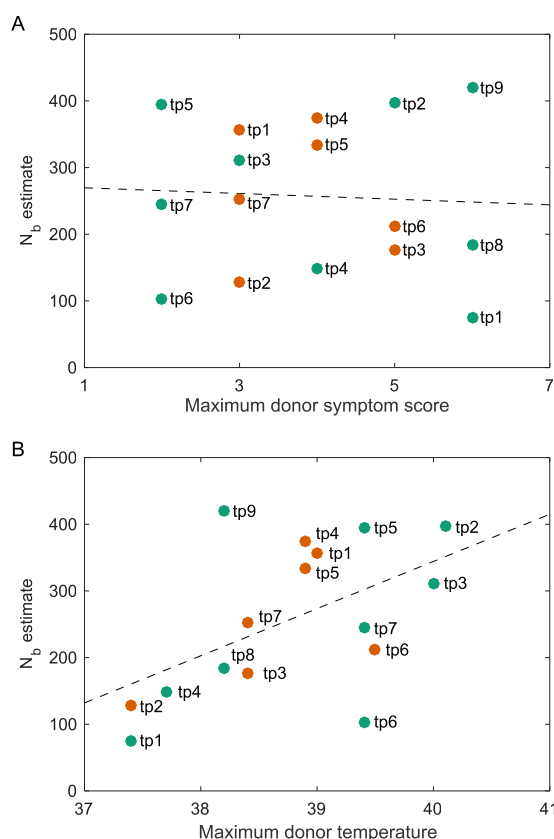 A
500
400
300
200
100
0
N_b estimate
tp5
tp1
tp3
tp7
tp7
tp6
tp2
tp4
tp5
tp4
tp2
tp9
tp6
tp3
tp8
tp1
1 3 5 7
Maximum donor symptom score
B
500
400
300
200
100
0
N_b estimate
tp9
tp4
tp1
tp5
tp5
tp2
tp3
tp7
tp7
tp6
tp8
tp3
tp4
tp2
tp1
tp6
37 38 39 40 41
Maximum donor temperature